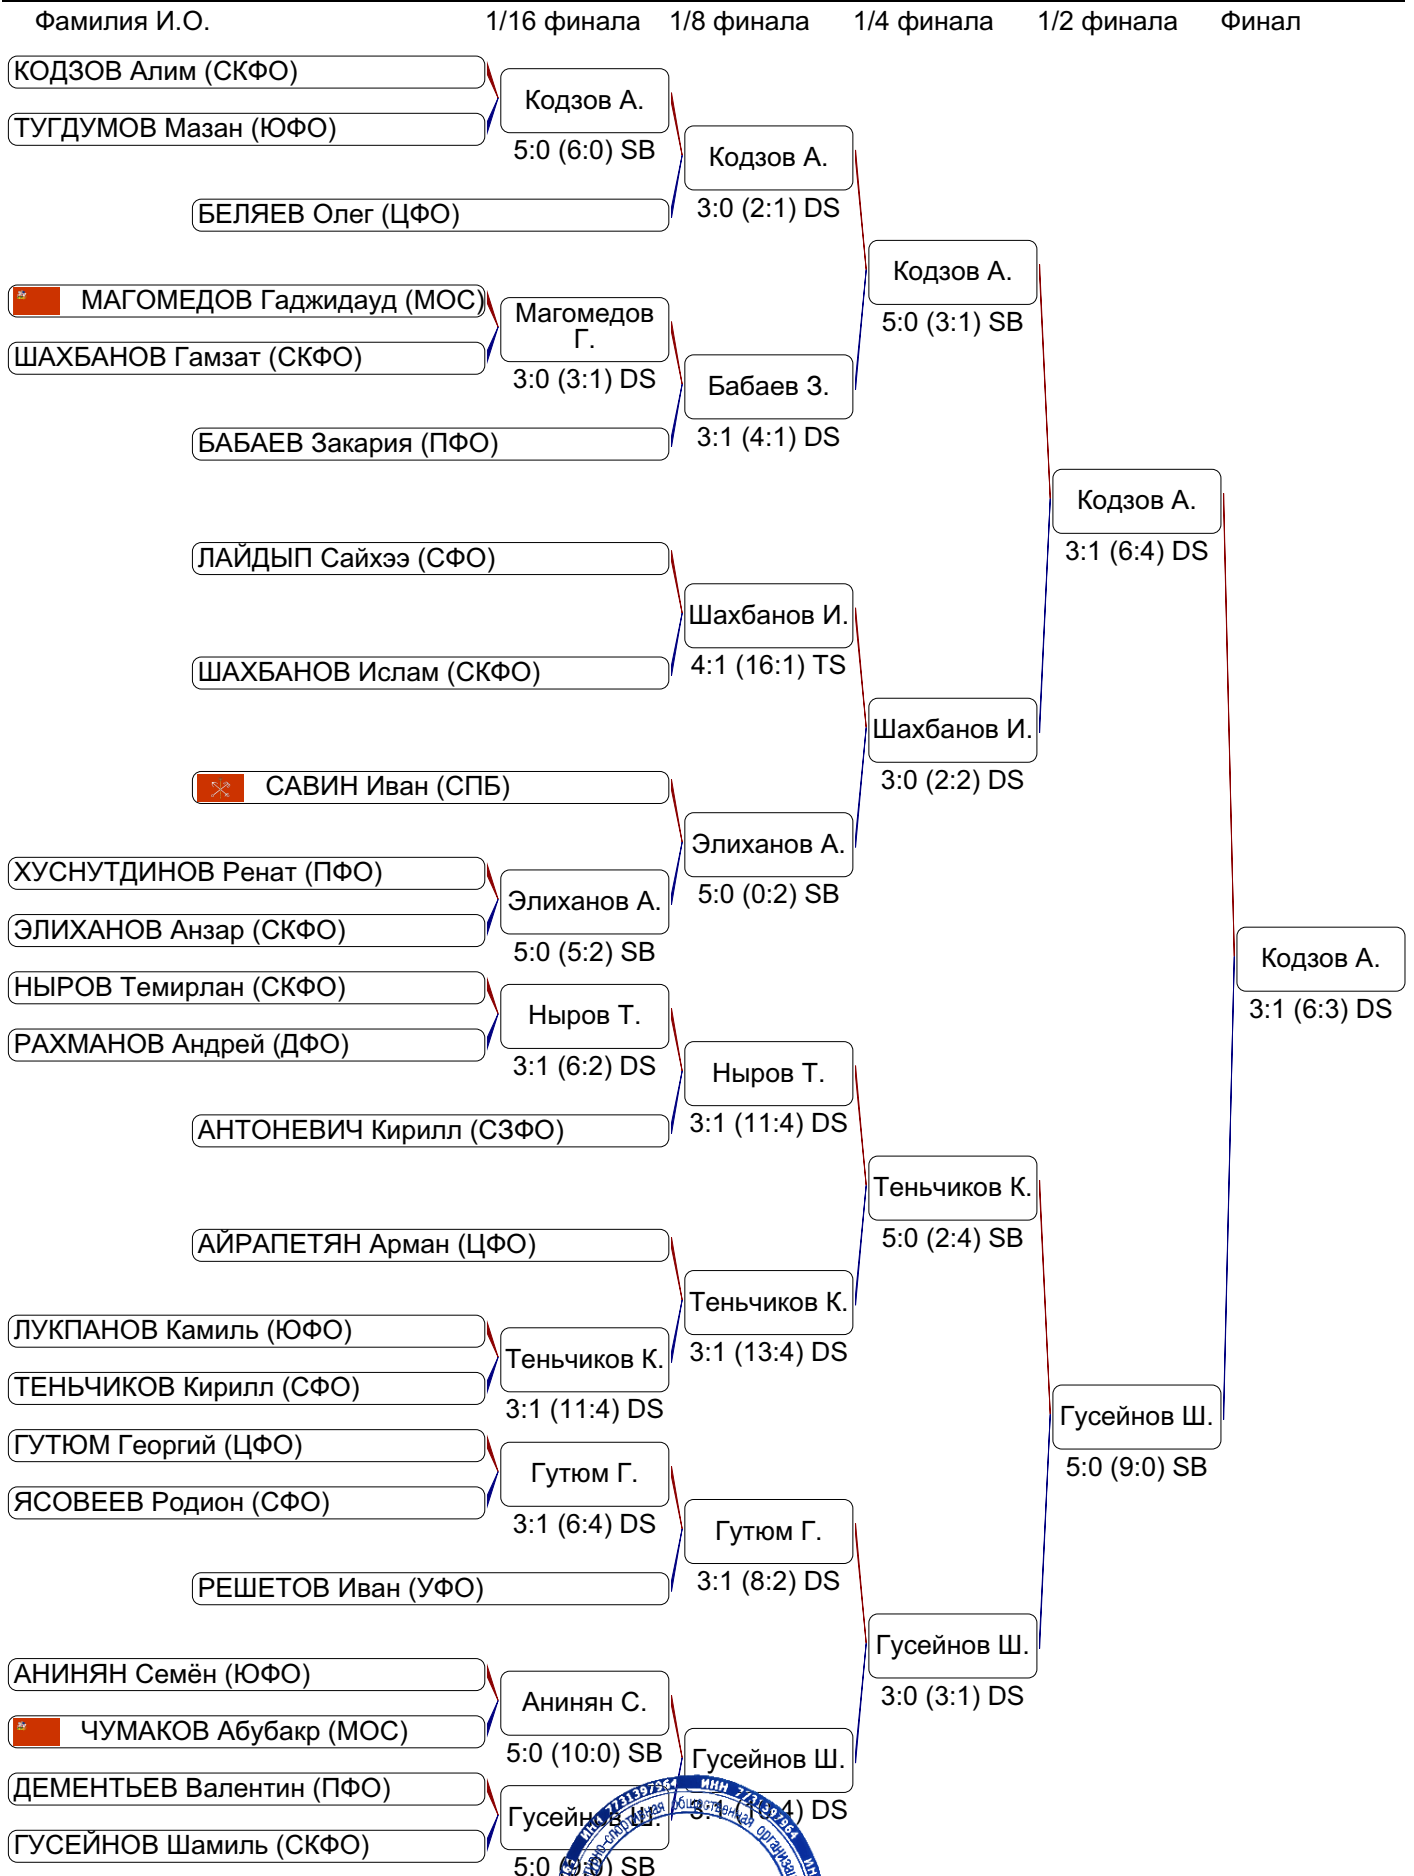 Фамилия И.О. 1/16 финала 1/8 финала 1/4 финала 1/2 финала Финал
КОДЗОВ Алим (СКФО)
Кодзов А.
ТУГДУМОВ Мазан (ЮФО)
5:0 (6:0) SB
Кодзов А.
БЕЛЯЕВ Олег (ЦФО)
3:0 (2:1) DS
Кодзов А.
МАГОМЕДОВ Гаджидауд (МОС)
Магомедов
Г.
5:0 (3:1) SB
ШАХБАНОВ Гамзат (СКФО)
3:0 (3:1) DS
Бабаев З.
БАБАЕВ Закария (ПФО)
3:1 (4:1) DS
Кодзов А.
3:1 (6:4) DS
ЛАЙДЫП Сайхээ (СФО)
Шахбанов И.
ШАХБАНОВ Ислам (СКФО)
4:1 (16:1) TS
Шахбанов И.
3:0 (2:2) DS
САВИН Иван (СПБ)
Элиханов А.
ХУСНУТДИНОВ Ренат (ПФО)
5:0 (0:2) SB
Элиханов А.
ЭЛИХАНОВ Анзар (СКФО)
5:0 (5:2) SB
Кодзов А.
НЫРОВ Темирлан (СКФО)
3:1 (6:3) DS
Ныров Т.
РАХМАНОВ Андрей (ДФО)
3:1 (6:2) DS
Ныров Т.
АНТОНЕВИЧ Кирилл (СЗФО)
3:1 (11:4) DS
Теньчиков К.
5:0 (2:4) SB
АЙРАПЕТЯН Арман (ЦФО)
Теньчиков К.
ЛУКПАНОВ Камиль (ЮФО)
3:1 (13:4) DS
Теньчиков К.
ТЕНЬЧИКОВ Кирилл (СФО)
3:1 (11:4) DS
Гусейнов Ш.
5:0 (9:0) SB
ГУТЮМ Георгий (ЦФО)
Гутюм Г.
ЯСОВЕЕВ Родион (СФО)
3:1 (6:4) DS
Гутюм Г.
РЕШЕТОВ Иван (УФО)
3:1 (8:2) DS
Гусейнов Ш.
3:0 (3:1) DS
АНИНЯН Семён (ЮФО)
Анинян С.
ЧУМАКОВ Абубакр (МОС)
5:0 (10:0) SB
Гусейнов Ш.
ДЕМЕНТЬЕВ Валентин (ПФО)
DS
Гусейнов Ш.
ГУСЕЙНОВ Шамиль (СКФО)
5:0 (9:0) SB
ИНН 7731397964
общественная организация